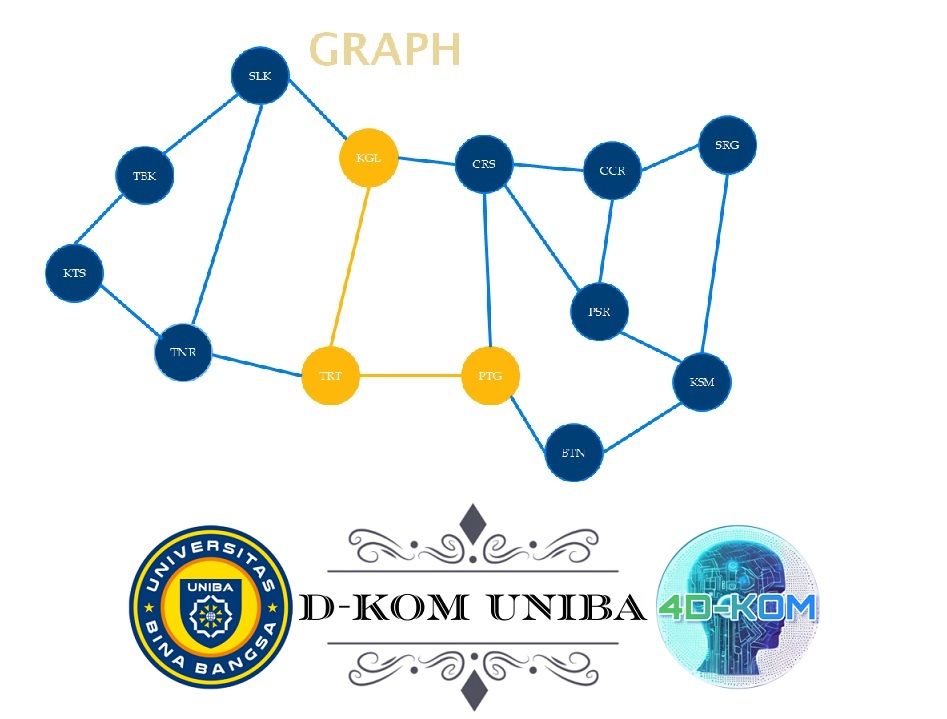 GRAPH
SLK
KGL
SRG
CRS
CCR
TBK
KTS
PSR
TNR
TRT
PTG
KSM
BTN
UNIVERSITAS
UNIBA
BINA BANGSA
D-KOM UNIBA
4D-KOM